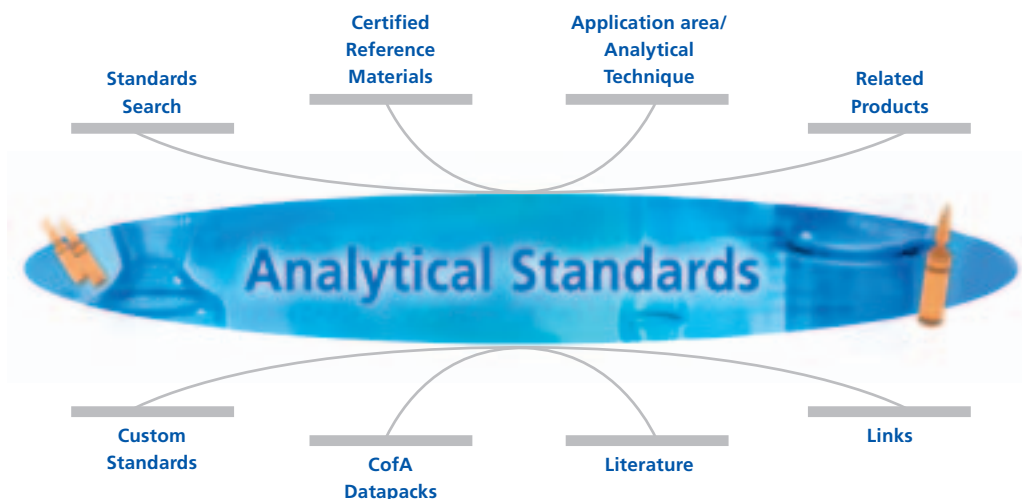 Standards
Search
Certified
Reference
Materials
Application area/
Analytical
Technique
Related
Products
Analytical Standards
Custom
Standards
CofA
Datapacks
Literature
Links